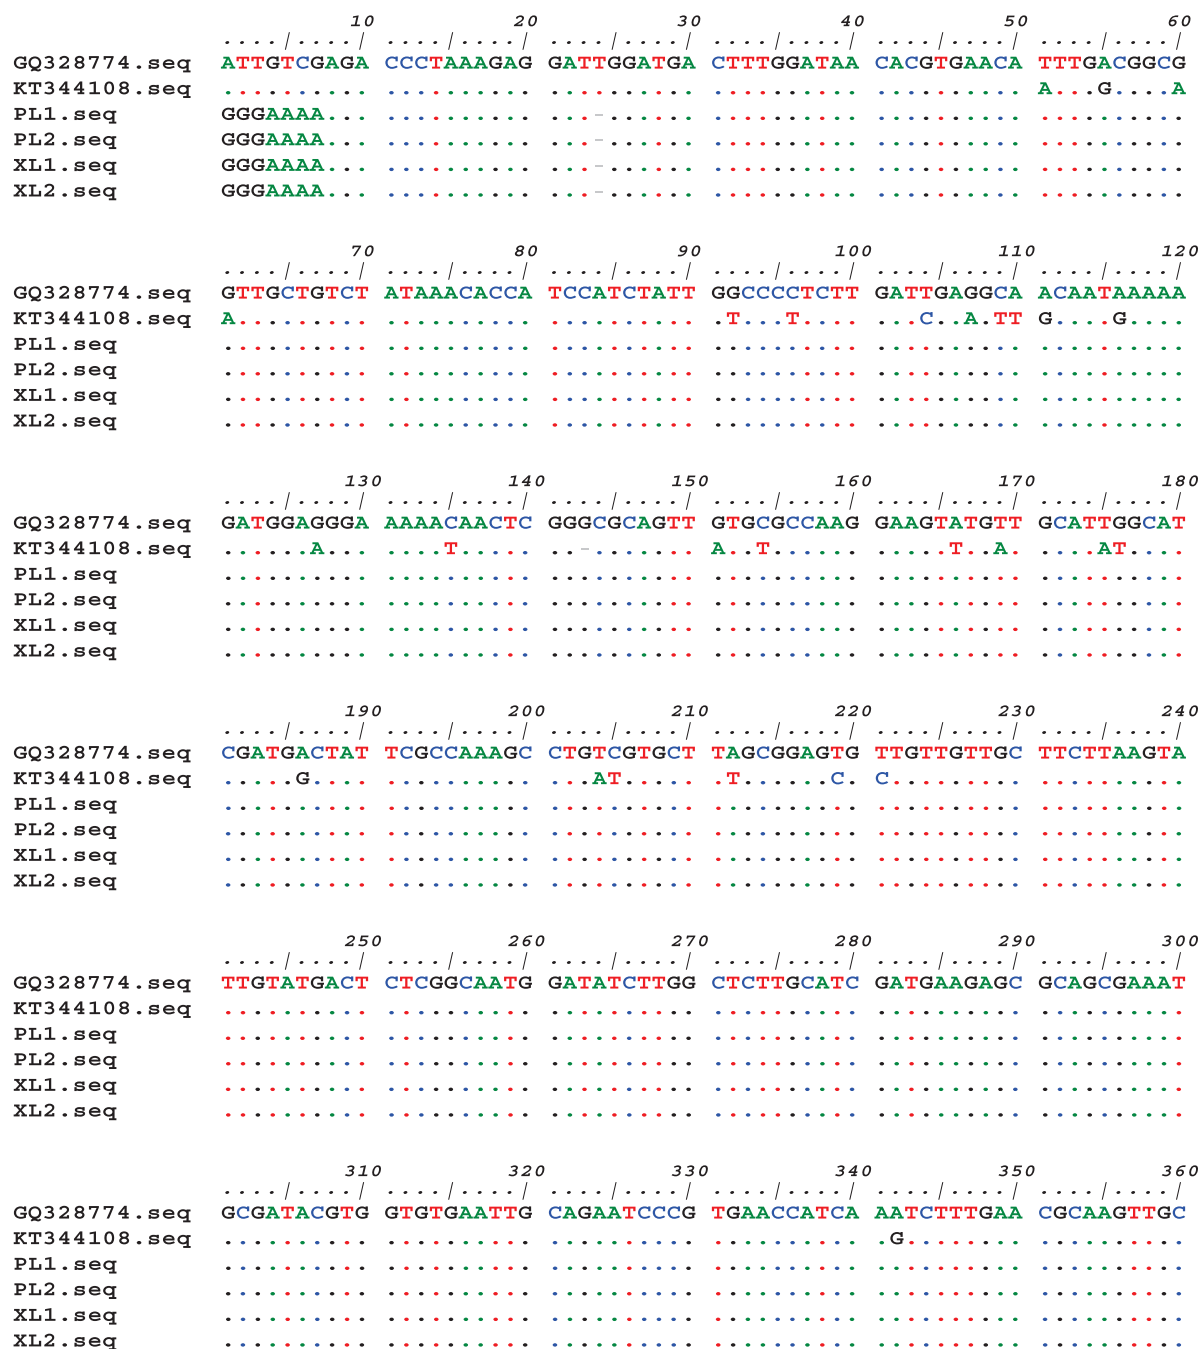 10 20 30 40 50 60
..../..../ ..../..../ ..../..../ ..../..../ ..../..../ ..../..../
GQ328774.seq ATTGTCGAGA CCCTAAAGAG GATTGGATGA CTTTGGATAA CACGTGAACA TTTGACGGCG
KT344108.seq .......... .......... .......... .......... .......... A...G....A
PL1.seq GGGAAAA... .......... ...-...... .......... .......... ..........
PL2.seq GGGAAAA... .......... ...-...... .......... .......... ..........
XL1.seq GGGAAAA... .......... ...-...... .......... .......... ..........
XL2.seq GGGAAAA... .......... ...-...... .......... .......... ..........
70 80 90 100 110 120
..../..../ ..../..../ ..../..../ ..../..../ ..../..../ ..../..../
GQ328774.seq GTTGCTGTCT ATAAACACCA TCCATCTATT GGCCCCTCTT GATTGAGGCA ACAATAAAAA
KT344108.seq A......... .......... .......... .T...T.... ...C..A.TT G....G....
PL1.seq .......... .......... .......... .......... .......... ..........
PL2.seq .......... .......... .......... .......... .......... ..........
XL1.seq .......... .......... .......... .......... .......... ..........
XL2.seq .......... .......... .......... .......... .......... ..........
130 140 150 160 170 180
..../..../ ..../..../ ..../..../ ..../..../ ..../..../ ..../..../
GQ328774.seq GATGGAGGGA AAAACAACTC GGGCGCAGTT GTGCGCCAAG GAAGTATGTT GCATTGGCAT
KT344108.seq ......A... ....T..... ..-....... A..T...... .....T..A. ....AT....
PL1.seq .......... .......... .......... .......... .......... ..........
PL2.seq .......... .......... .......... .......... .......... ..........
XL1.seq .......... .......... .......... .......... .......... ..........
XL2.seq .......... .......... .......... .......... .......... ..........
190 200 210 220 230 240
..../..../ ..../..../ ..../..../ ..../..../ ..../..../ ..../..../
GQ328774.seq CGATGACTAT TCGCCAAAGC CTGTCGTGCT TAGCGGAGTG TTGTTGTTGC TTCTTAAGTA
KT344108.seq .....G.... .......... ...AT..... .T......C. C......... ..........
PL1.seq .......... .......... .......... .......... .......... ..........
PL2.seq .......... .......... .......... .......... .......... ..........
XL1.seq .......... .......... .......... .......... .......... ..........
XL2.seq .......... .......... .......... .......... .......... ..........
250 260 270 280 290 300
..../..../ ..../..../ ..../..../ ..../..../ ..../..../ ..../..../
GQ328774.seq TTGTATGACT CTCGGCAATG GATATCTTGG CTCTTGCATC GATGAAGAGC GCAGCGAAAT
KT344108.seq .......... .......... .......... .......... .......... ..........
PL1.seq .......... .......... .......... .......... .......... ..........
PL2.seq .......... .......... .......... .......... .......... ..........
XL1.seq .......... .......... .......... .......... .......... ..........
XL2.seq .......... .......... .......... .......... .......... ..........
310 320 330 340 350 360
..../..../ ..../..../ ..../..../ ..../..../ ..../..../ ..../..../
GQ328774.seq GCGATACGTG GTGTGAATTG CAGAATCCCG TGAACCATCA AATCTTTGAA CGCAAGTTGC
KT344108.seq .......... .......... .......... .......... .G........ ..........
PL1.seq .......... .......... .......... .......... .......... ..........
PL2.seq .......... .......... .......... .......... .......... ..........
XL1.seq .......... .......... .......... .......... .......... ..........
XL2.seq .......... .......... .......... .......... .......... ..........